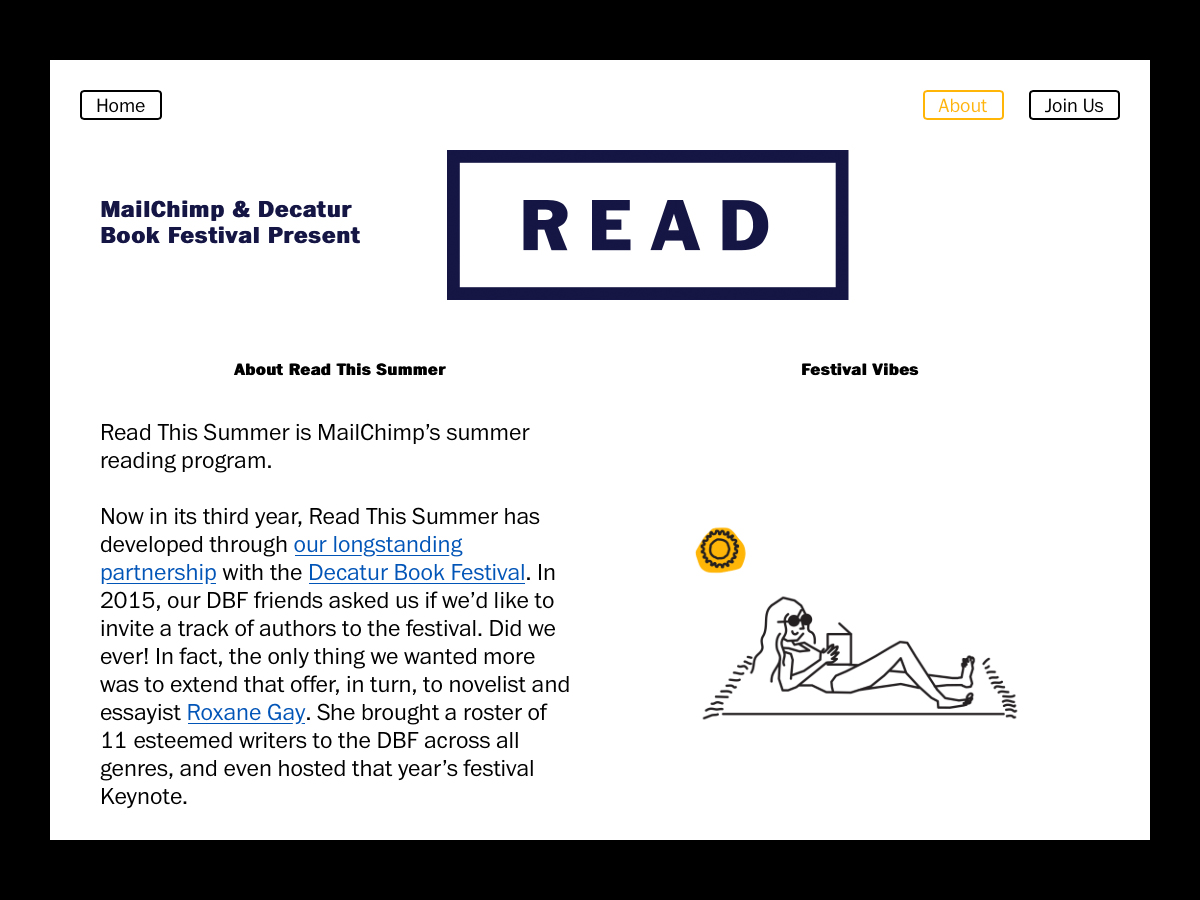 Home
About
Join Us
MailChimp & Decatur
Book Festival Present
READ
About Read This Summer
Festival Vibes
Read This Summer is MailChimp’s summer
reading program.
Now in its third year, Read This Summer has
developed through our longstanding
partnership with the Decatur Book Festival. In
2015, our DBF friends asked us if we’d like to
invite a track of authors to the festival. Did we
ever! In fact, the only thing we wanted more
was to extend that offer, in turn, to novelist and
essayist Roxane Gay. She brought a roster of
11 esteemed writers to the DBF across all
genres, and even hosted that year’s festival
Keynote.